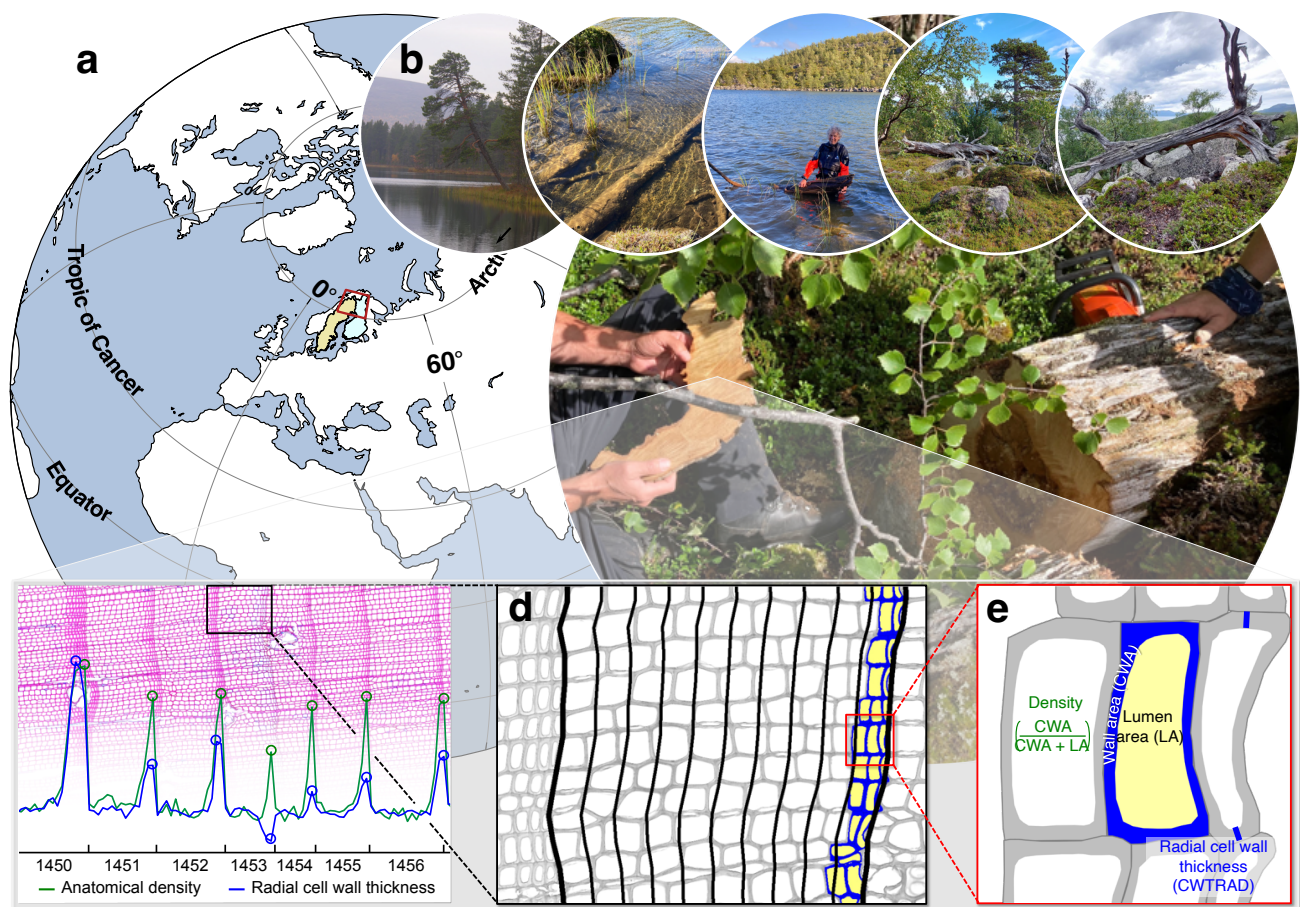 a
b
Tropic of Cancer
Equator
0°
60°
Arcti
d
e
Density
CWA
CWA + LA
Wall area (CWA)
Lumen
area (LA)
Radial cell wall
thickness
(CWTRAD)
1450 1451 1452 1453 1454 1455 1456
Anatomical density Radial cell wall thickness